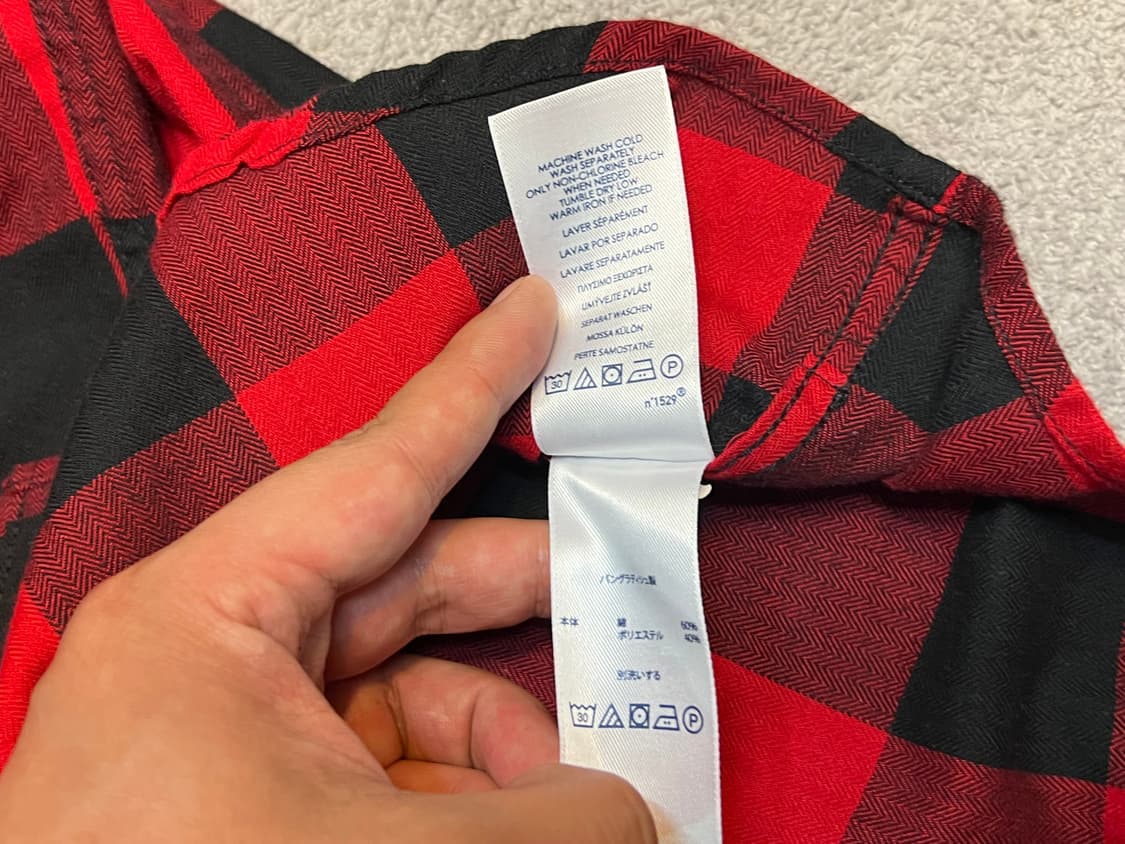 MACHINE WASH COLD
WASH SEPARATELY
ONLY NON-CHLORINE BLEACH
WHEN NEEDED
TUMBLE DRY LOW
WARM IRON IF NEEDED
LAVER SÉPARÉMENT
LAVAR POR SEPARADO
LAVARE SEPARATAMENTE
ΠΛΥΣΙΜΟ ΞΕΧΩΡΙΣΤΑ
UMÝVEJTE ZVLÁŠŤ
SEPARAT WASCHEN
MOSSA KÜLÖN
PERTE SAMOSTATNE
30 P
n°1529®
バングラディシュ製
本体 綿 60%
ポリエステル 40%
別洗いする
30 P